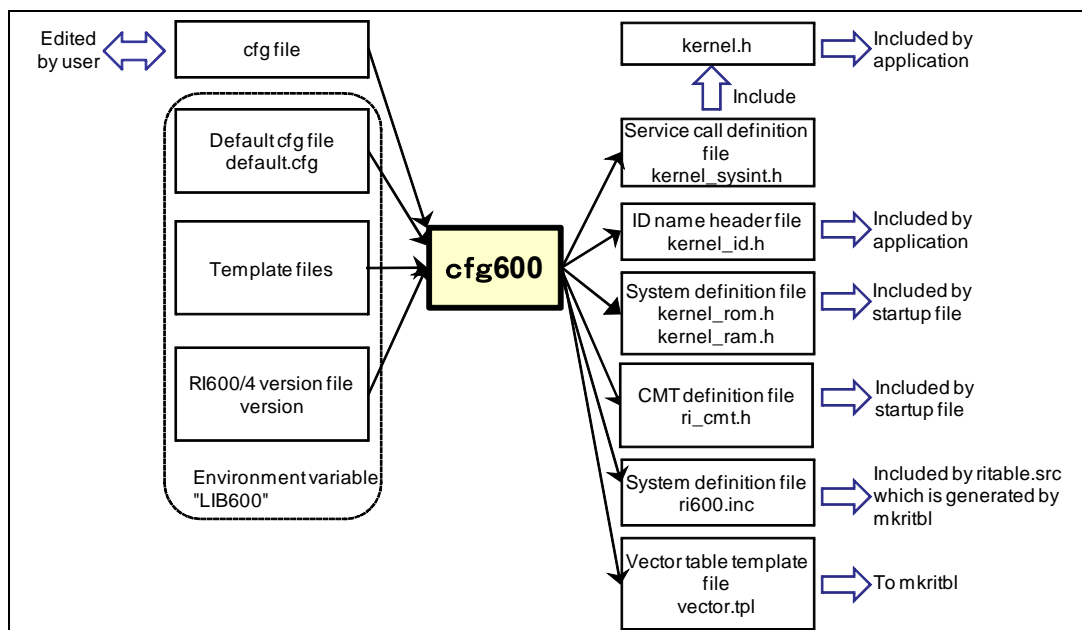 Edited
by user
cfg file
Default cfg file
default.cfg
Template files
RI600/4 version file
version
Environment variable
"LIB600"
cfg600
kernel.h
Included by
application
Include
Service call definition
file
kernel_sysint.h
ID name header file
kernel_id.h
Included by
application
System definition file
kernel_rom.h
kernel_ram.h
Included by
startup file
CMT definition file
ri_cmt.h
Included by
startup file
System definition file
ri600.inc
Included by ritable.src
which is generated by
mkritbl
Vector table template
file
vector.tpl
To mkritbl